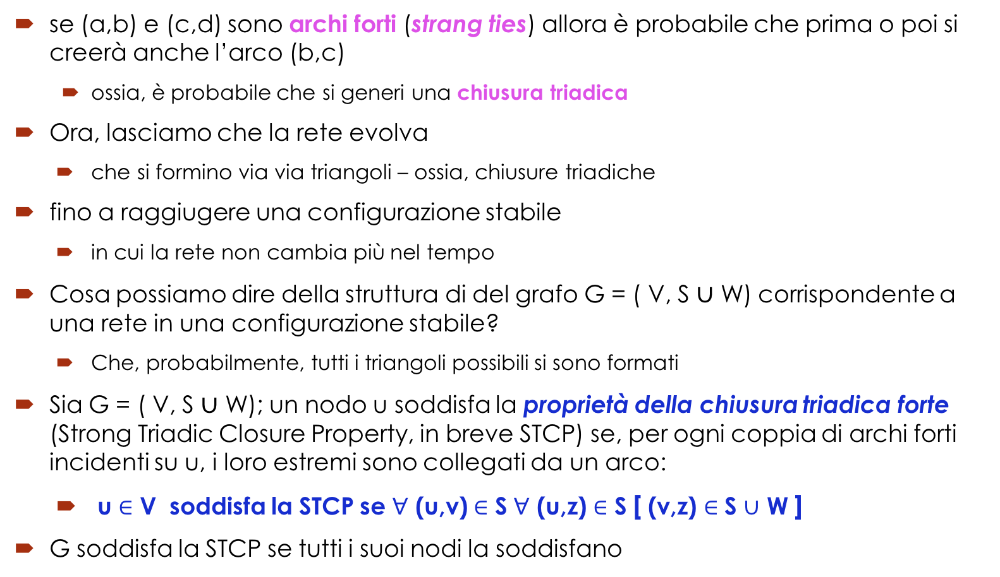 se (a,b) e (c,d) sono archi forti (strang ties) allora è probabile che prima o poi si
creerà anche l’arco (b,c)
ossia, è probabile che si generi una chiusura triadica
Ora, lasciamo che la rete evolva
che si formino via via triangoli – ossia, chiusure triadiche
fino a raggiugere una configurazione stabile
in cui la rete non cambia più nel tempo
Cosa possiamo dire della struttura di del grafo G = ( V, S ∪ W) corrispondente a
una rete in una configurazione stabile?
Che, probabilmente, tutti i triangoli possibili si sono formati
Sia G = ( V, S ∪ W); un nodo u soddisfa la proprietà della chiusura triadica forte
(Strong Triadic Closure Property, in breve STCP) se, per ogni coppia di archi forti
incidenti su u, i loro estremi sono collegati da un arco:
u ∈ V soddisfa la STCP se ∀ (u,v) ∈ S ∀ (u,z) ∈ S [ (v,z) ∈ S ∪ W ]
G soddisfa la STCP se tutti i suoi nodi la soddisfano